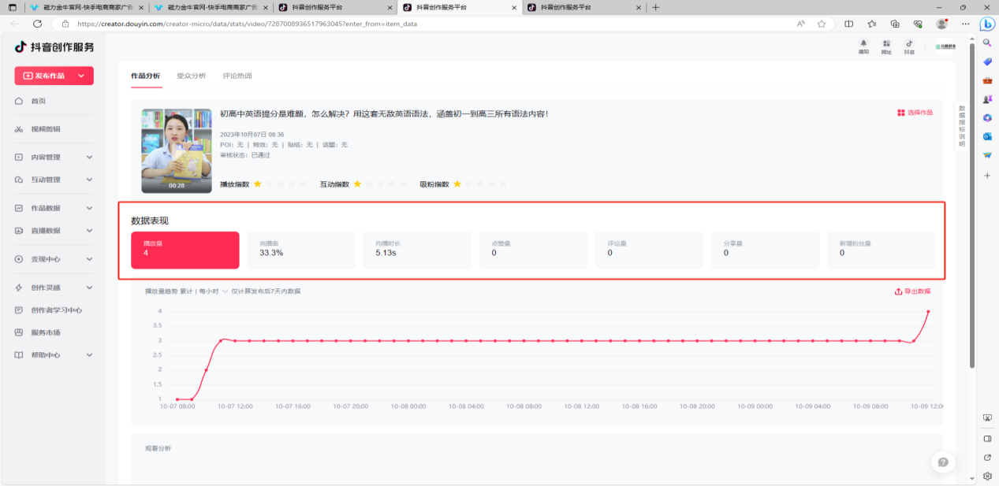 磁力金牛官网-快手电商商家广告
磁力金牛官网-快手电商商家广告
抖音创作服务平台
抖音创作服务平台
抖音创作服务平台
https://creator.douyin.com/creator-micro/data/stats/video/7287008936517963045?enter_from=item_data
抖音创作服务
通知
网址
抖音
发布作品
首页
视频剪辑
内容管理
互动管理
作品数据
直播数据
变现中心
创作灵感
创作者学习中心
服务市场
帮助中心
作品分析 受众分析 评论热词
初高中英语提分是难题，怎么解决？用这套无敌英语语法，涵盖初一到高三所有语法内容！
选择作品
2023年10月07日 08:36
POI：无 | 特效：无 | 贴纸：无 | 话题：无
审核状态：已通过
00:28
播放指数 互动指数 吸粉指数
数据指标说明
数据表现
播放量 完播率 均播时长 点赞量 评论量 分享量 新增粉丝量
4 33.3% 5.13s 0 0 0 0
播放量趋势 累计 | 每小时 仅计算发布后7天内数据
导出数据
4
3.5
3
2.5
2
1.5
1
10-07 08:00 10-07 12:00 10-07 16:00 10-07 20:00 10-08 00:00 10-08 04:00 10-08 08:00 10-08 12:00 10-08 16:00 10-08 20:00 10-09 00:00 10-09 04:00 10-09 08:00 10-09 12:00
观看分析